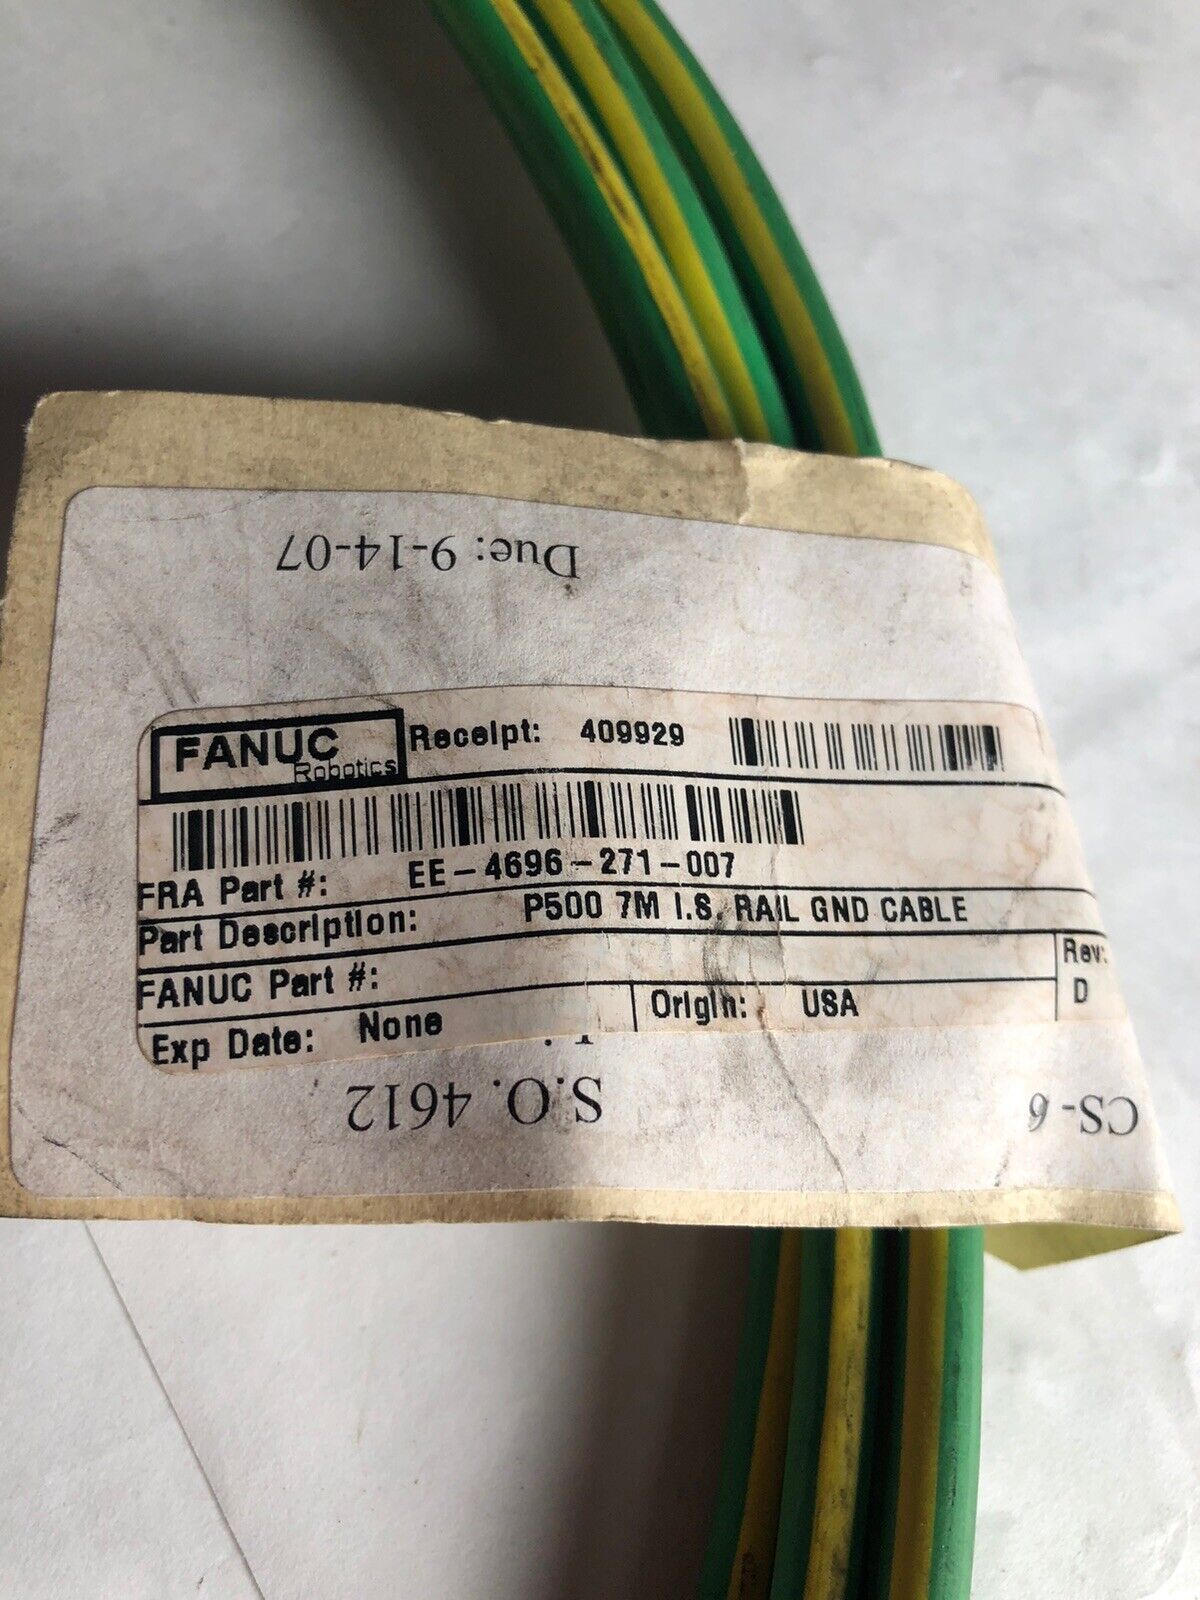 Due: 9-14-07
FANUC
Robotics
Receipt: 409929
FRA Part #: EE-4696-271-007
Part Description: P500 7M I.S. RAIL GND CABLE
FANUC Part #:
Rev:
D
Exp Date: None
Origin: USA
S.O. 4612
CS-6